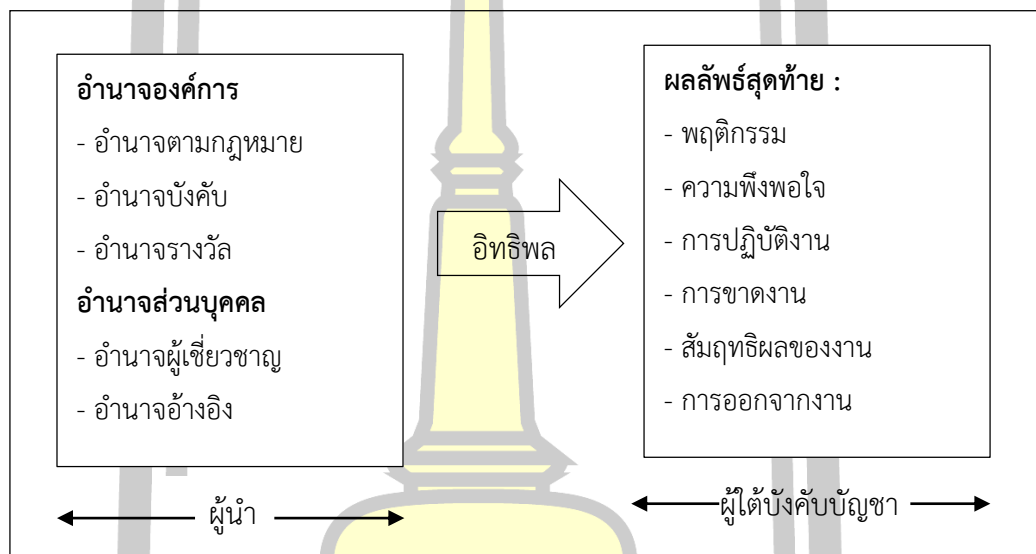 อำนาจองค์การ
- อำนาจตามกฎหมาย
- อำนาจบังคับ
- อำนาจรางวัล
อำนาจส่วนบุคคล
- อำนาจผู้เชี่ยวชาญ
- อำนาจอ้างอิง
ผู้นำ
อิทธิพล
ผลลัพธ์สุดท้าย :
- พฤติกรรม
- ความพึงพอใจ
- การปฏิบัติงาน
- การขาดงาน
- สัมฤทธิผลของงาน
- การออกจากงาน
ผู้ใต้บังคับบัญชา